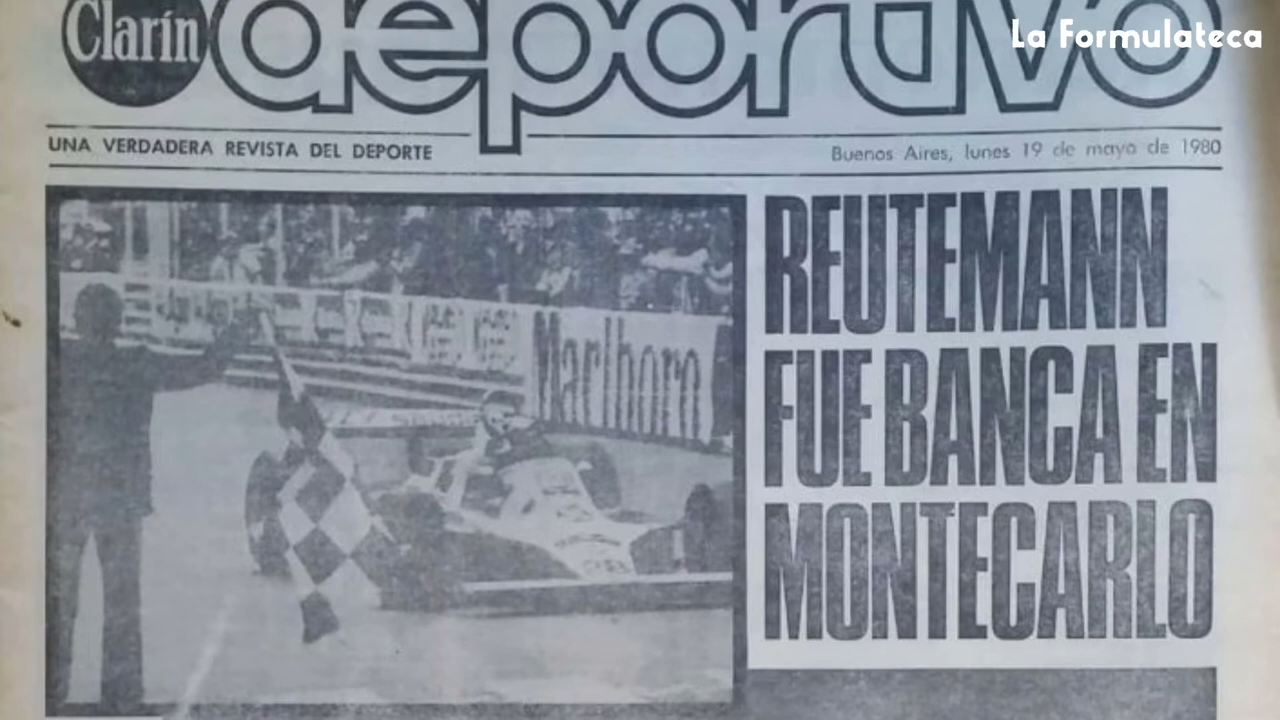 Clarín deportivo
La Formulateca
UNA VERDADERA REVISTA DEL DEPORTE
Buenos Aires, lunes 19 de mayo de 1980
REUTEMANN
FUE BANCA EN
MONTECARLO
Marlboro